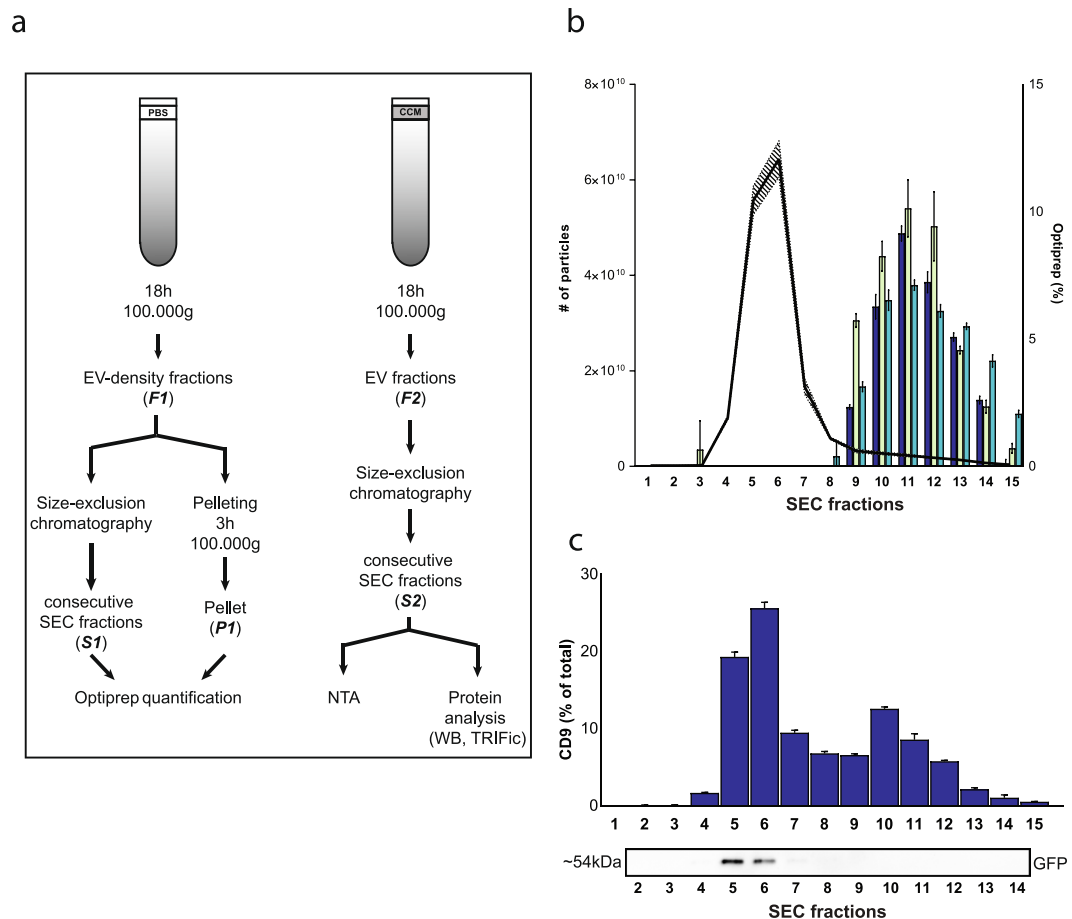 a
PBS
CCM
18h
100.000g
18h
100.000g
EV-density fractions
(F1)
EV fractions
(F2)
Size-exclusion
chromatography
Pelleting
3h
100.000g
Size-exclusion
chromatography
consecutive
SEC fractions
(S1)
Pellet
(P1)
consecutive
SEC fractions
(S2)
Optiprep quantification
NTA
Protein
analysis
(WB, TRIFic)
b
8×10¹⁰
6×10¹⁰
4×10¹⁰
2×10¹⁰
0
# of particles
15
10
5
0
Optiprep (%)
1 2 3 4 5 6 7 8 9 10 11 12 13 14 15
SEC fractions
c
30
20
10
0
CD9 (% of total)
1 2 3 4 5 6 7 8 9 10 11 12 13 14 15
~54kDa GFP
2 3 4 5 6 7 8 9 10 11 12 13 14
SEC fractions